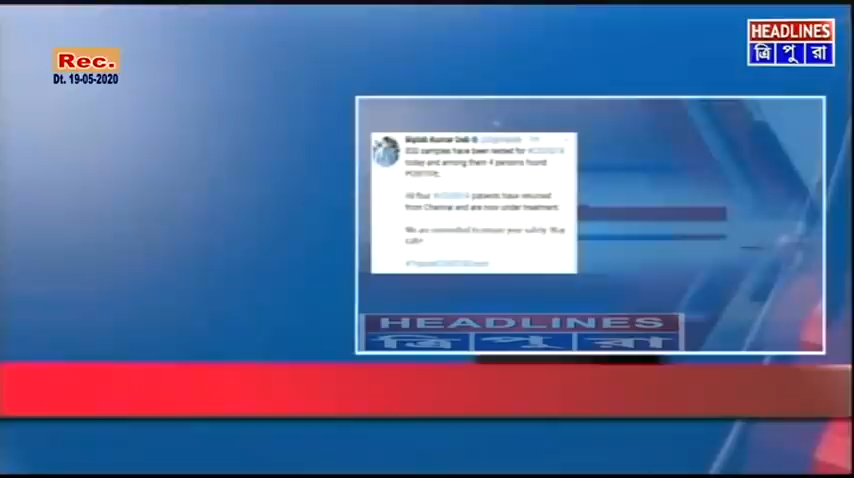 HEADLINES
ত্রি পু রা
Rec.
Dt. 19-05-2020
Biplab Kumar Deb
samples have been tested for
today and among them 4 persons found
POSITIVE.
All four patients have returned
from Chennai and are now under treatment.
We are committed to ensure your safety. Stay
safe!
HEADLINES
ত্রি পু রা